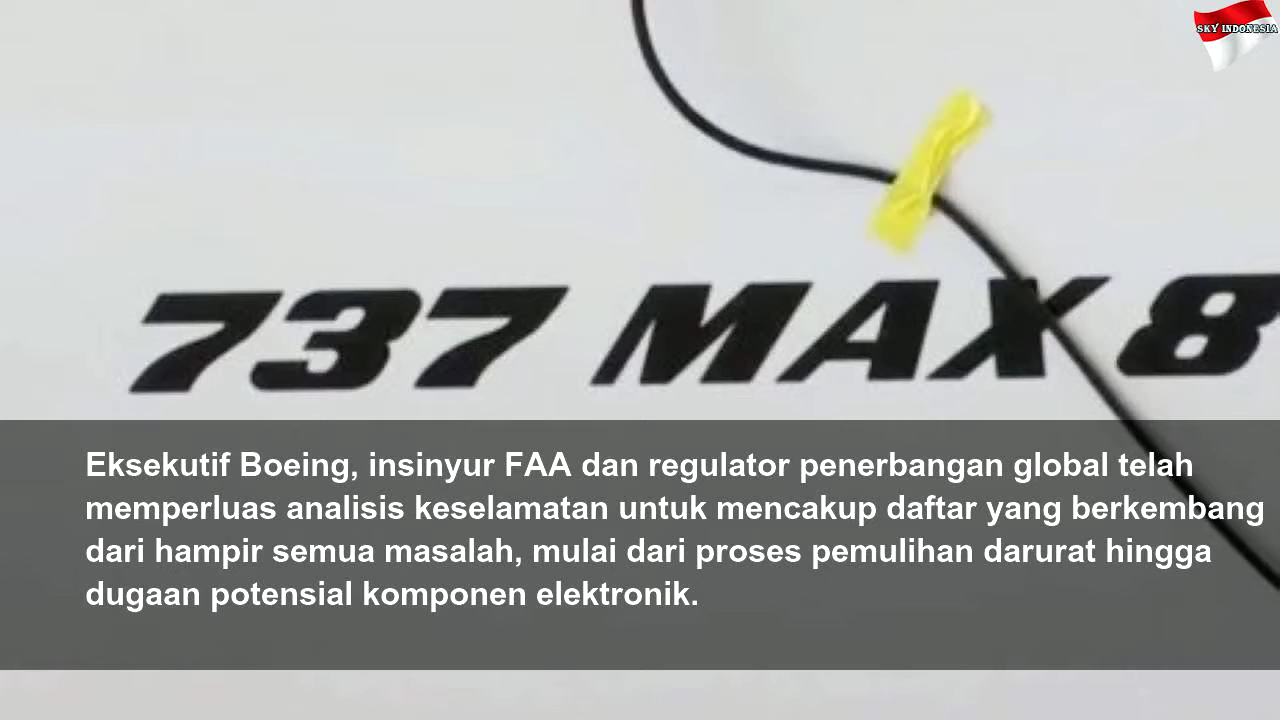 SKY INDONESIA
737 MAX 8
Eksekutif Boeing, insinyur FAA dan regulator penerbangan global telah
memperluas analisis keselamatan untuk mencakup daftar yang berkembang
dari hampir semua masalah, mulai dari proses pemulihan darurat hingga
dugaan potensial komponen elektronik.